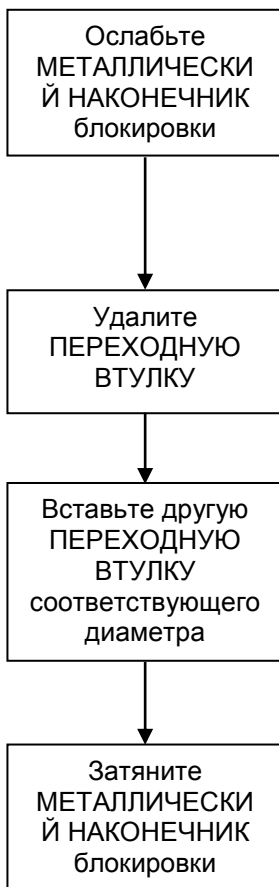 Ослабьте
МЕТАЛЛИЧЕСКИ
Й НАКОНЕЧНИК
блокировки
Удалите
ПЕРЕХОДНУЮ
ВТУЛКУ
Вставьте другую
ПЕРЕХОДНУЮ
ВТУЛКУ
соответствующего
диаметра
Затяните
МЕТАЛЛИЧЕСКИ
Й НАКОНЕЧНИК
блокировки